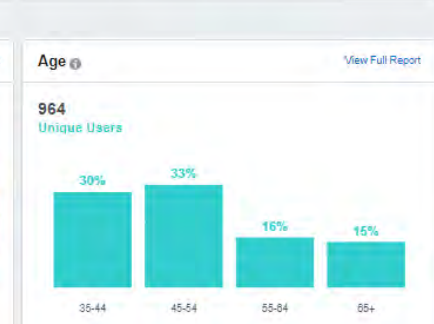 Age
View Full Report
964
Unique Users
30% 33% 16% 15%
35-44 45-54 55-64 65+